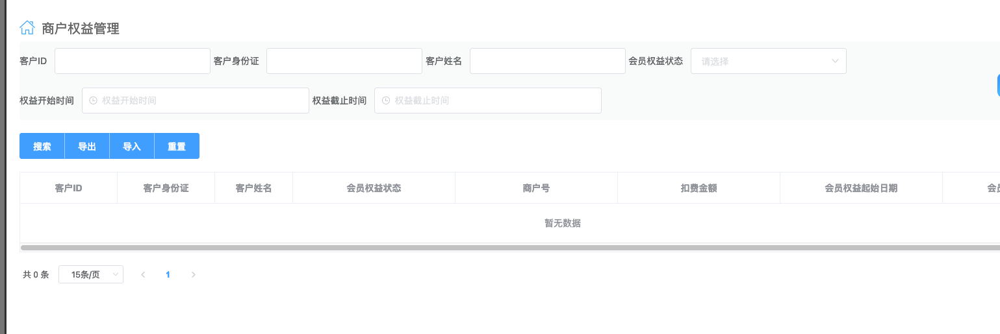 商户权益管理
客户ID 客户身份证 客户姓名 会员权益状态 请选择
权益开始时间 权益开始时间 权益截止时间 权益截止时间
搜索 导出 导入 重置
客户ID 客户身份证 客户姓名 会员权益状态 商户号 扣费金额 会员权益起始日期 会
暂无数据
共 0 条 15条/页 1